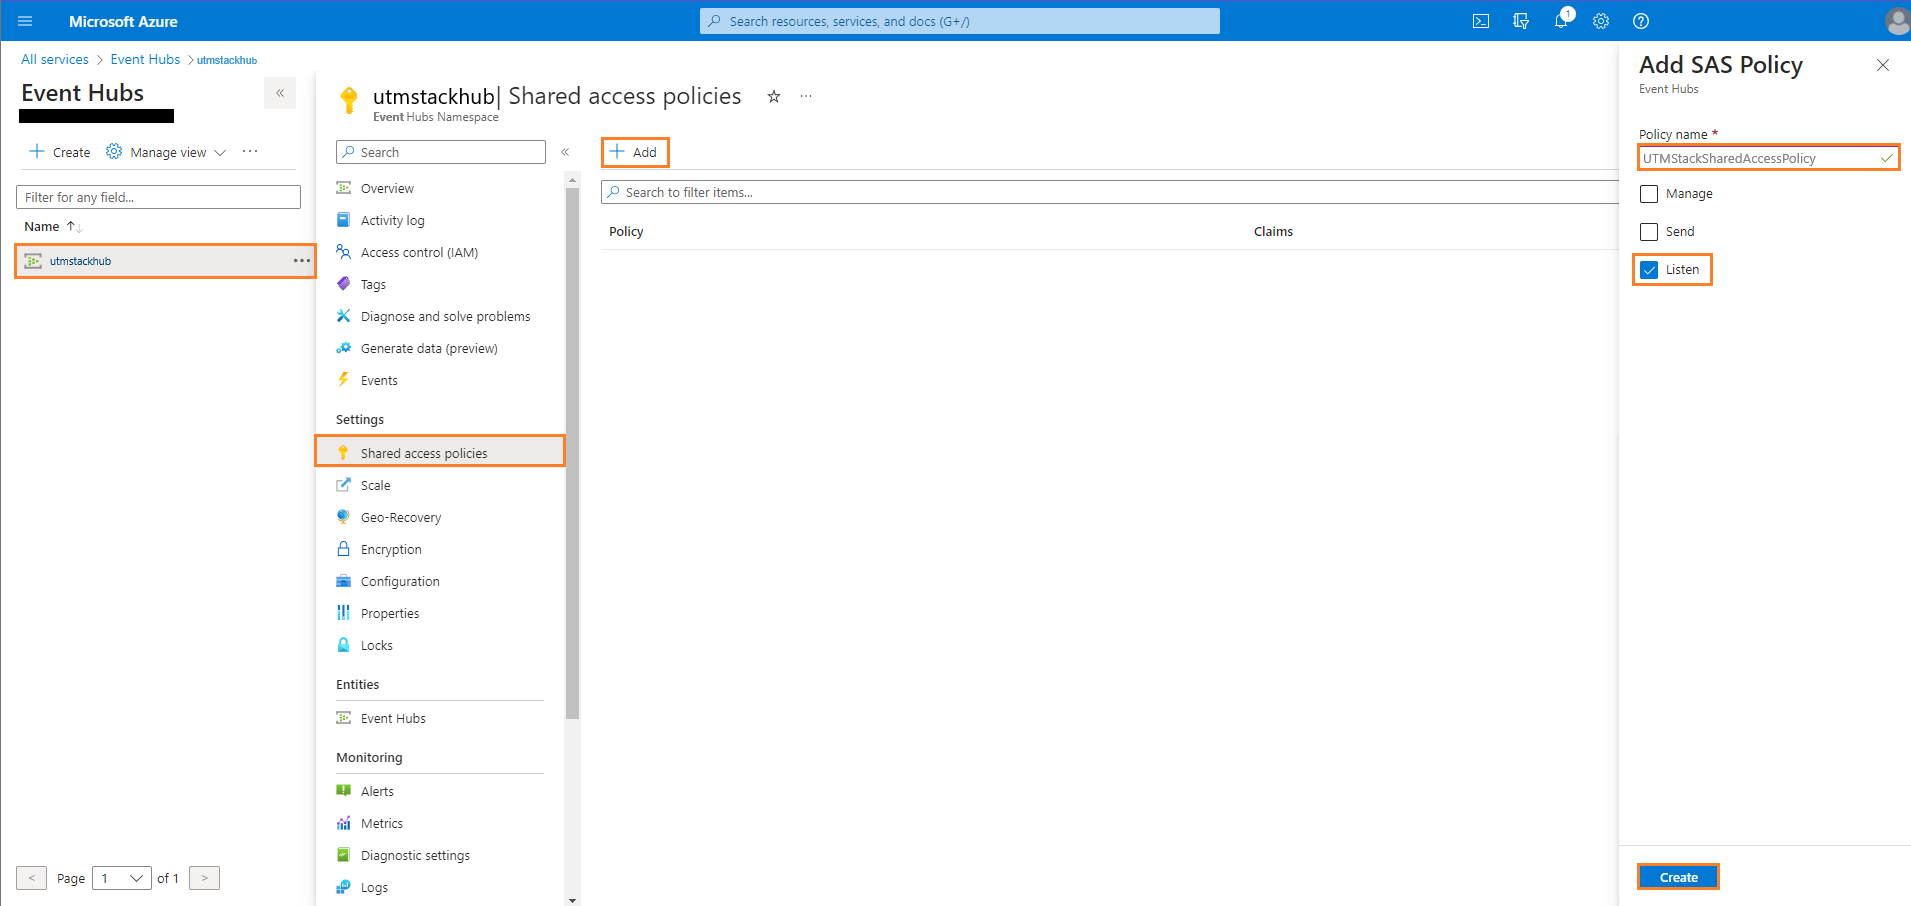 Microsoft Azure
Search resources, services, and docs (G+/)
1
All services > Event Hubs > utmstackhub
Event Hubs
«
+ Create
Manage view
...
Filter for any field...
Name ↑↓
utmstackhub
...
< Page 1 of 1 >
utmstackhub| Shared access policies
...
Event Hubs Namespace
Search
«
Overview
Activity log
Access control (IAM)
Tags
Diagnose and solve problems
Generate data (preview)
Events
Settings
Shared access policies
Scale
Geo-Recovery
Encryption
Configuration
Properties
Locks
Entities
Event Hubs
Monitoring
Alerts
Metrics
Diagnostic settings
Logs
+ Add
Search to filter items...
Policy
Claims
Add SAS Policy
Event Hubs
Policy name *
UTMStackSharedAccessPolicy
Manage
Send
Listen
Create